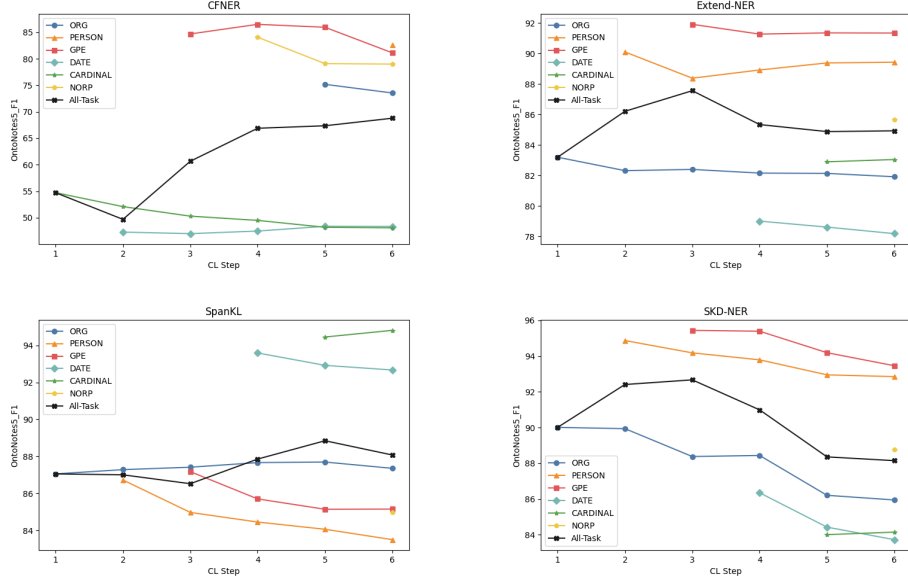 CFNER
OntoNotes5_F1
85
80
75
70
65
60
55
50
ORG
PERSON
GPE
DATE
CARDINAL
NORP
All-Task
1 2 3 4 5 6
CL Step
Extend-NER
OntoNotes5_F1
92
90
88
86
84
82
80
78
ORG
PERSON
GPE
DATE
CARDINAL
NORP
All-Task
1 2 3 4 5 6
CL Step
SpanKL
OntoNotes5_F1
94
92
90
88
86
84
ORG
PERSON
GPE
DATE
CARDINAL
NORP
All-Task
1 2 3 4 5 6
CL Step
SKD-NER
OntoNotes5_F1
96
94
92
90
88
86
84
ORG
PERSON
GPE
DATE
CARDINAL
NORP
All-Task
1 2 3 4 5 6
CL Step